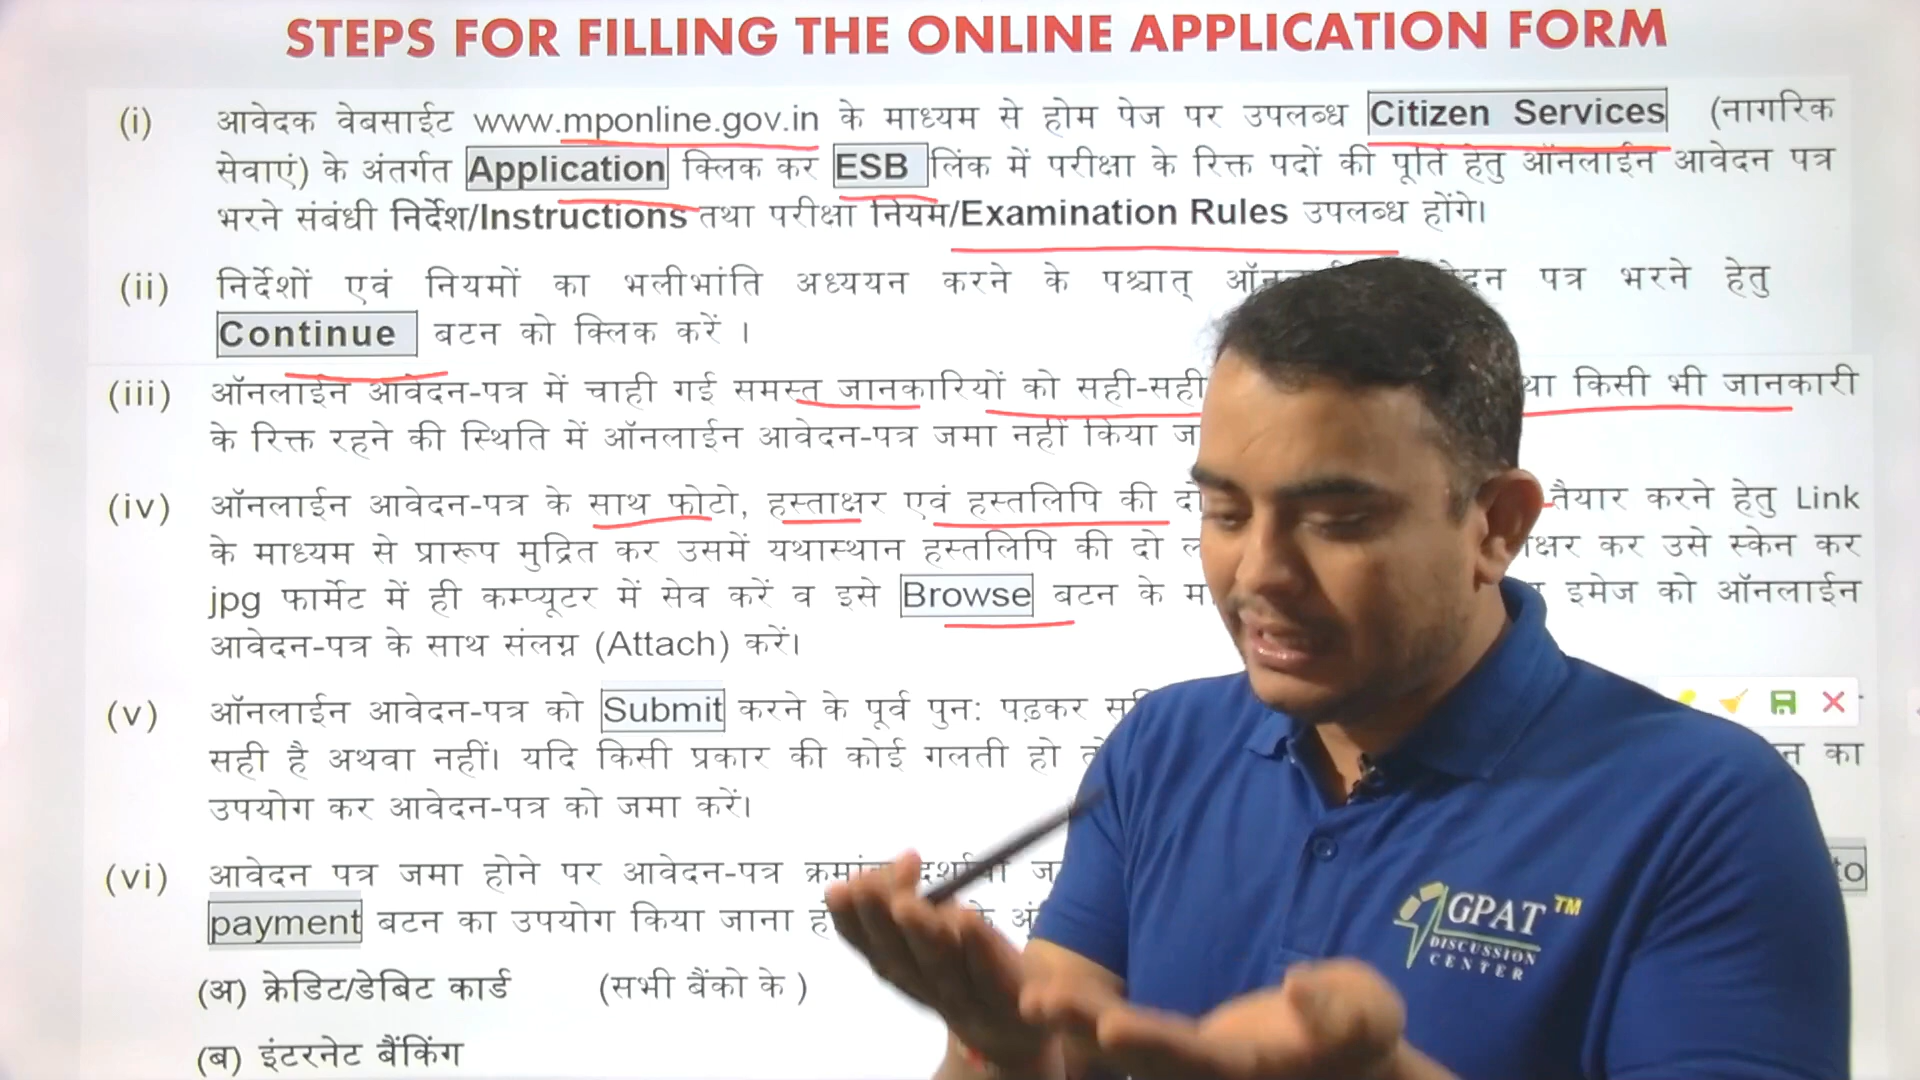 STEPS FOR FILLING THE ONLINE APPLICATION FORM
(i) आवेदक वेबसाईट www.mponline.gov.in के माध्यम से होम पेज पर उपलब्ध Citizen Services (नागरिक
सेवाएं) के अंतर्गत Application क्लिक कर ESB लिंक में परीक्षा के रिक्त पदों की पूर्ति हेतु ऑनलाईन आवेदन पत्र
भरने संबंधी निर्देश/Instructions तथा परीक्षा नियम/Examination Rules उपलब्ध होंगे।
(ii) निर्देशों एवं नियमों का भलीभांति अध्ययन करने के पश्चात् पत्र भरने हेतु
Continue बटन को क्लिक करें ।
(iii) ऑनलाईन आवेदन-पत्र में चाही गई समस्त जानकारियों को सही-सही किसी भी जानकारी
के रिक्त रहने की स्थिति में ऑनलाईन आवेदन-पत्र जमा नहीं किया
(iv) ऑनलाईन आवेदन-पत्र के साथ फोटो, हस्ताक्षर एवं हस्तलिपि की तैयार करने हेतु Link
के माध्यम से प्रारूप मुद्रित कर उसमें यथास्थान हस्तलिपि की दो कर उसे स्केन कर
jpg फार्मेट में ही कम्प्यूटर में सेव करें व इसे Browse बटन के इमेज को ऑनलाईन
आवेदन-पत्र के साथ संलग्न (Attach) करें।
(v) ऑनलाईन आवेदन-पत्र को Submit करने के पूर्व पुन: पढ़कर
सही है अथवा नहीं। यदि किसी प्रकार की कोई गलती हो का
उपयोग कर आवेदन-पत्र को जमा करें।
(vi) आवेदन पत्र जमा होने पर आवेदन-पत्र to
payment बटन का उपयोग किया जाना
(अ) क्रेडिट/डेबिट कार्ड (सभी बैंको के )
(ब) इंटरनेट बैंकिंग
GPAT TM
DISCUSSION
CENTER